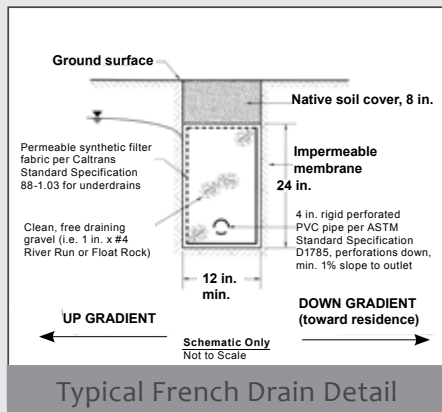 Ground surface
Native soil cover, 8 in.
Permeable synthetic filter
fabric per Caltrans
Standard Specification
88-1.03 for underdrains
Impermeable
membrane
24 in.
Clean, free draining
gravel (i.e. 1 in. x #4
River Run or Float Rock)
4 in. rigid perforated
PVC pipe per ASTM
Standard Specification
D1785, perforations down,
min. 1% slope to outlet
12 in.
min.
UP GRADIENT
DOWN GRADIENT
(toward residence)
Schematic Only
Not to Scale
Typical French Drain Detail